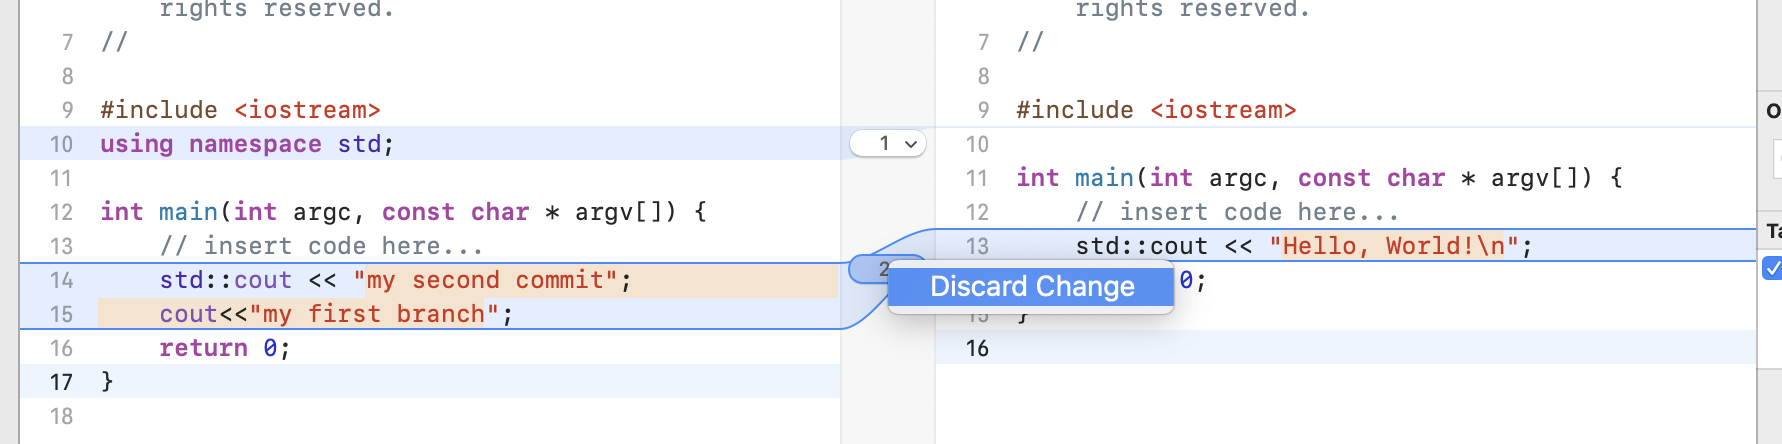 rights reserved.
7 //
8
9 #include <iostream>
10 using namespace std;
11
12 int main(int argc, const char * argv[]) {
13 // insert code here...
14 std::cout << "my second commit";
15 cout<<"my first branch";
16 return 0;
17 }
18
1
2
Discard Change
rights reserved.
7 //
8
9 #include <iostream>
10
11 int main(int argc, const char * argv[]) {
12 // insert code here...
13 std::cout << "Hello, World!\n";
0;
15 }
16